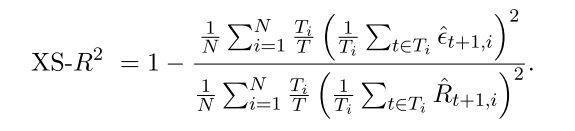 $$\text{XS-}R^2 = 1 - \frac{\frac{1}{N} \sum_{i=1}^{N} \frac{T_i}{T} \left( \frac{1}{T_i} \sum_{t \in T_i} \hat{\epsilon}_{t+1,i} \right)^2}{\frac{1}{N} \sum_{i=1}^{N} \frac{T_i}{T} \left( \frac{1}{T_i} \sum_{t \in T_i} \hat{R}_{t+1,i} \right)^2}.$$